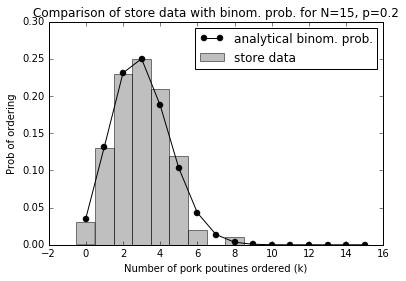 Comparison of store data with binom. prob. for N=15, p=0.2
0.30
0.25
0.20
0.15
0.10
0.05
0.00
Prob of ordering
analytical binom. prob.
store data
−2 0 2 4 6 8 10 12 14 16
Number of pork poutines ordered (k)